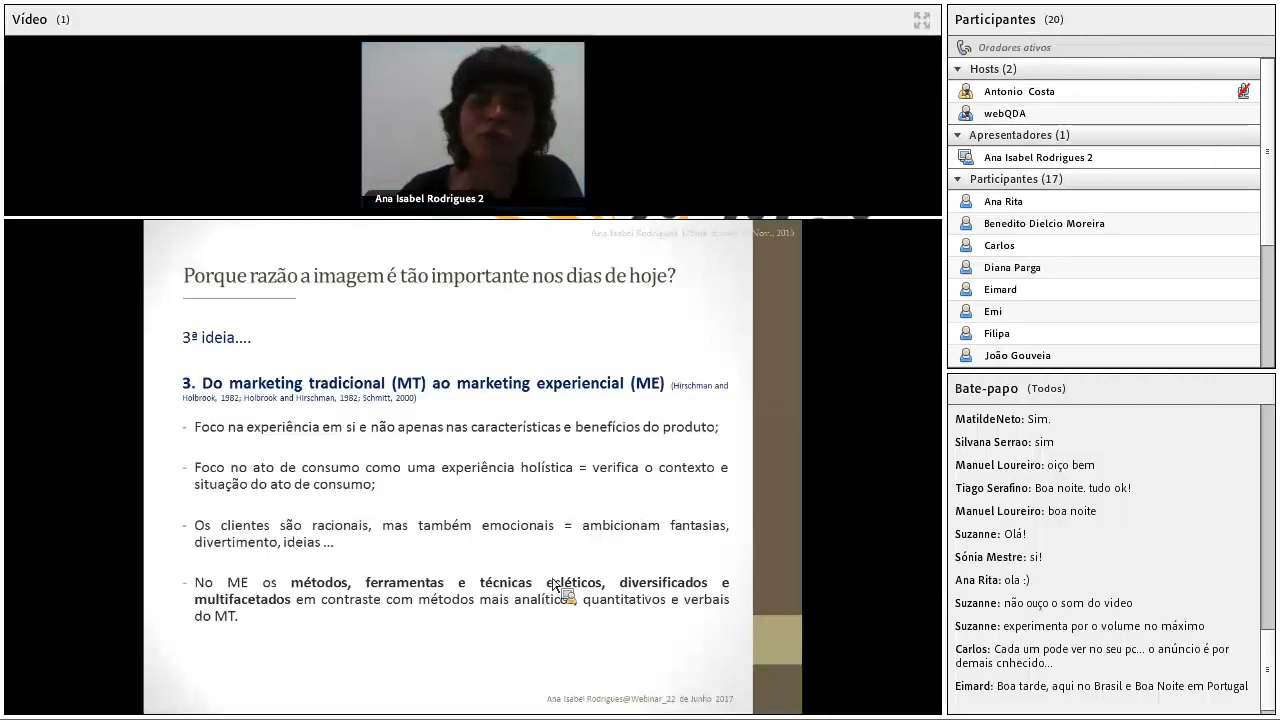 Vídeo (1)
Ana Isabel Rodrigues 2
Porque razão a imagem é tão importante nos dias de hoje?
3ª ideia....
3. Do marketing tradicional (MT) ao marketing experiencial (ME) (Hirschman and
Holbrook, 1982; Holbrook and Hirschman, 1982; Schmitt, 2000)
- Foco na experiência em si e não apenas nas características e benefícios do produto;
- Foco no ato de consumo como uma experiência holística = verifica o contexto e
situação do ato de consumo;
- Os clientes são racionais, mas também emocionais = ambicionam fantasias,
divertimento, ideias ...
- No ME os métodos, ferramentas e técnicas ecléticos, diversificados e
multifacetados em contraste com métodos mais analíticos, quantitativos e verbais
do MT.
Ana Isabel Rodrigues@Webinar_22 de Junho 2017
Participantes (20)
Oradores ativos
Hosts (2)
Antonio Costa
webQDA
Apresentadores (1)
Ana Isabel Rodrigues 2
Participantes (17)
Ana Rita
Benedito Dielcio Moreira
Carlos
Diana Parga
Eimard
Emi
Filipa
João Gouveia
Bate-papo (Todos)
MatildeNeto: Sim.
Silvana Serrao: sim
Manuel Loureiro: oiço bem
Tiago Serafino: Boa noite. tudo ok!
Manuel Loureiro: boa noite
Suzanne: Olá!
Sónia Mestre: si!
Ana Rita: ola :)
Suzanne: não ouço o som do video
Suzanne: experimenta por o volume no máximo
Carlos: Cada um pode ver no seu pc... o anúncio é por
demais cnhecido...
Eimard: Boa tarde, aqui no Brasil e Boa Noite em Portugal